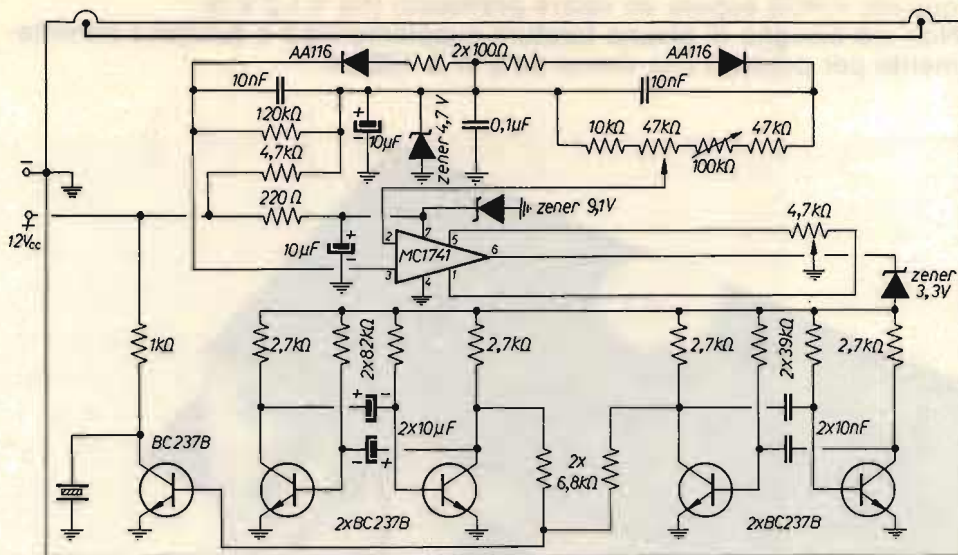 AA116
2x100Ω
AA116
10nF
10nF
120kΩ
+
-
10μF
zener 4,7 V
0,1μF
10kΩ
47kΩ
47kΩ
100kΩ
4,7kΩ
-
220Ω
zener 9,1V
4,7kΩ
+
12Vcc
10μF
+
-
2
7
5
6
MC1741
3
4
1
zener
3,3V
1kΩ
2,7kΩ
2x82kΩ
2,7kΩ
2,7kΩ
2x39kΩ
2,7kΩ
+ -
2x10μF
- +
2x10nF
BC237B
2x
6,8kΩ
2xBC237B
2xBC237B